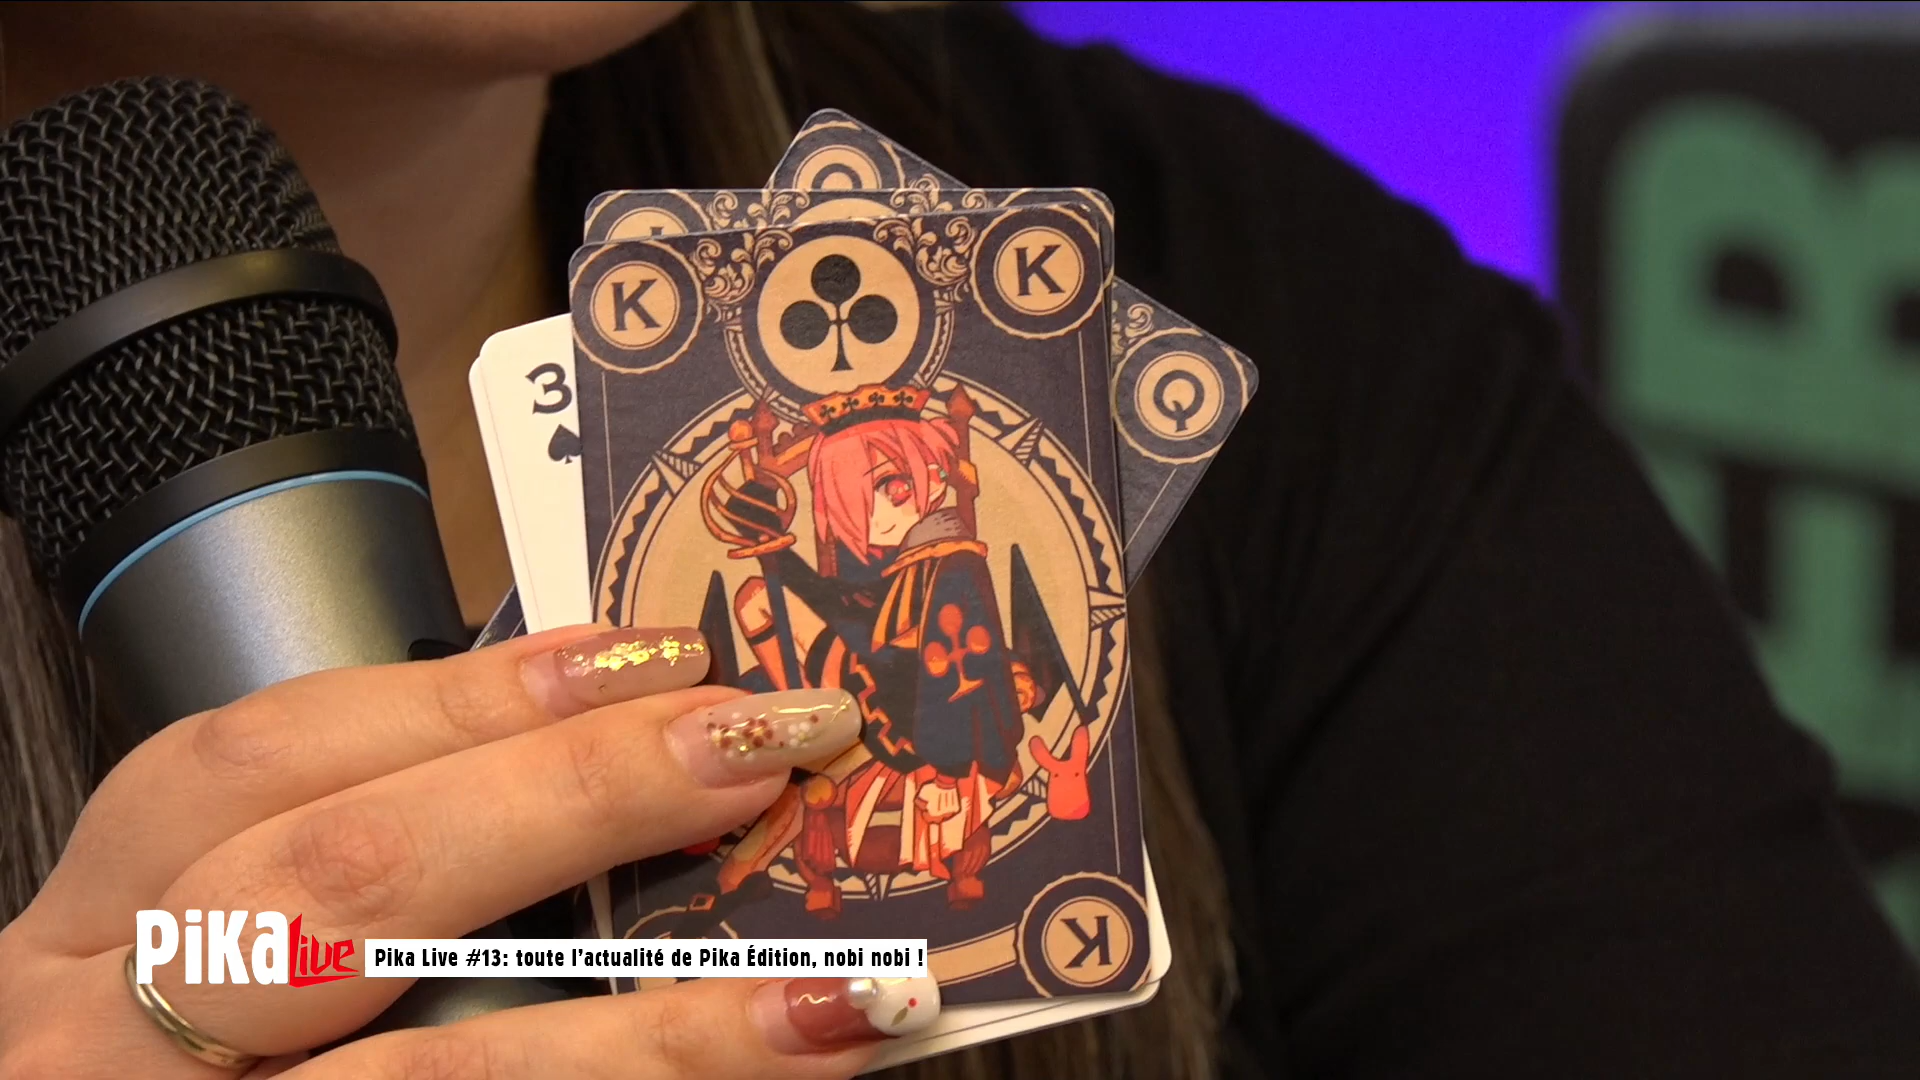 Q
J
K
K
3
Q
K
PiKA Live
Pika Live #13: toute l'actualité de Pika Édition, nobi nobi !